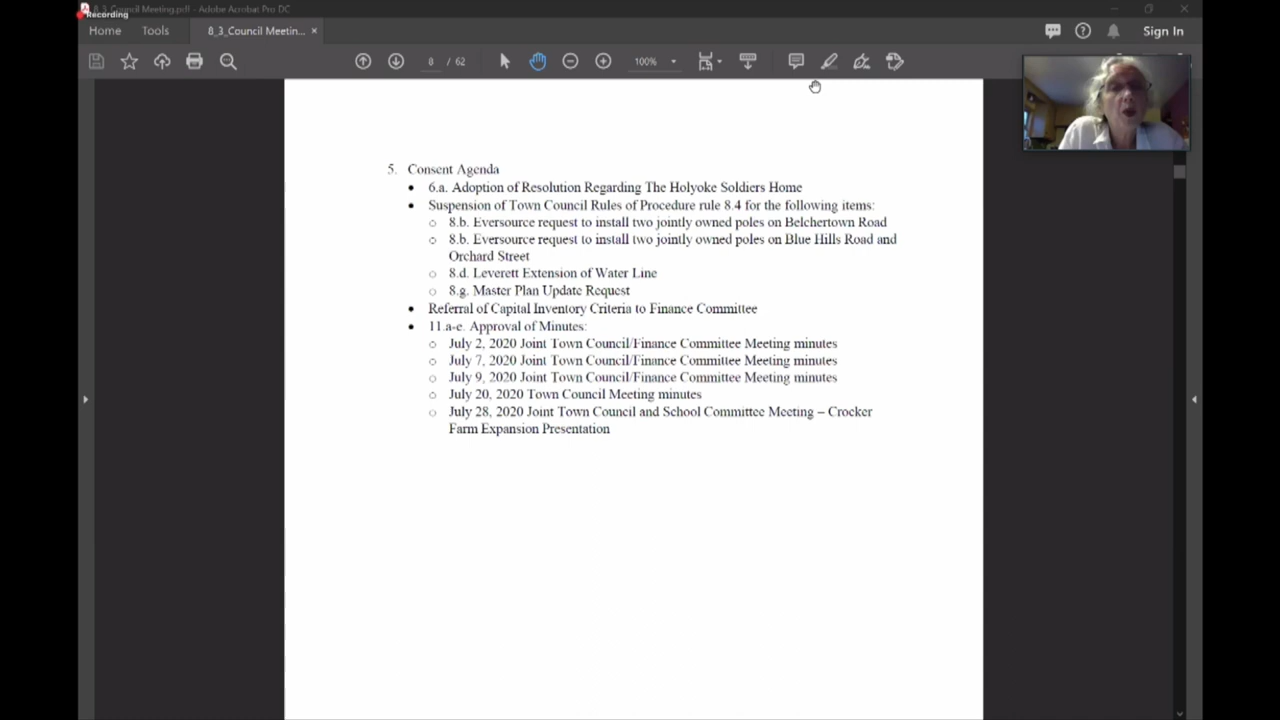 8_3_Council Meeting.pdf - Adobe Acrobat Pro DC
Recording
Home Tools 8_3_Council Meetin... × Sign In
8 / 62 100%
5. Consent Agenda
• 6.a. Adoption of Resolution Regarding The Holyoke Soldiers Home
• Suspension of Town Council Rules of Procedure rule 8.4 for the following items:
○ 8.b. Eversource request to install two jointly owned poles on Belchertown Road
○ 8.b. Eversource request to install two jointly owned poles on Blue Hills Road and
Orchard Street
○ 8.d. Leverett Extension of Water Line
○ 8.g. Master Plan Update Request
• Referral of Capital Inventory Criteria to Finance Committee
• 11.a-e. Approval of Minutes:
○ July 2, 2020 Joint Town Council/Finance Committee Meeting minutes
○ July 7, 2020 Joint Town Council/Finance Committee Meeting minutes
○ July 9, 2020 Joint Town Council/Finance Committee Meeting minutes
○ July 20, 2020 Town Council Meeting minutes
○ July 28, 2020 Joint Town Council and School Committee Meeting – Crocker
Farm Expansion Presentation